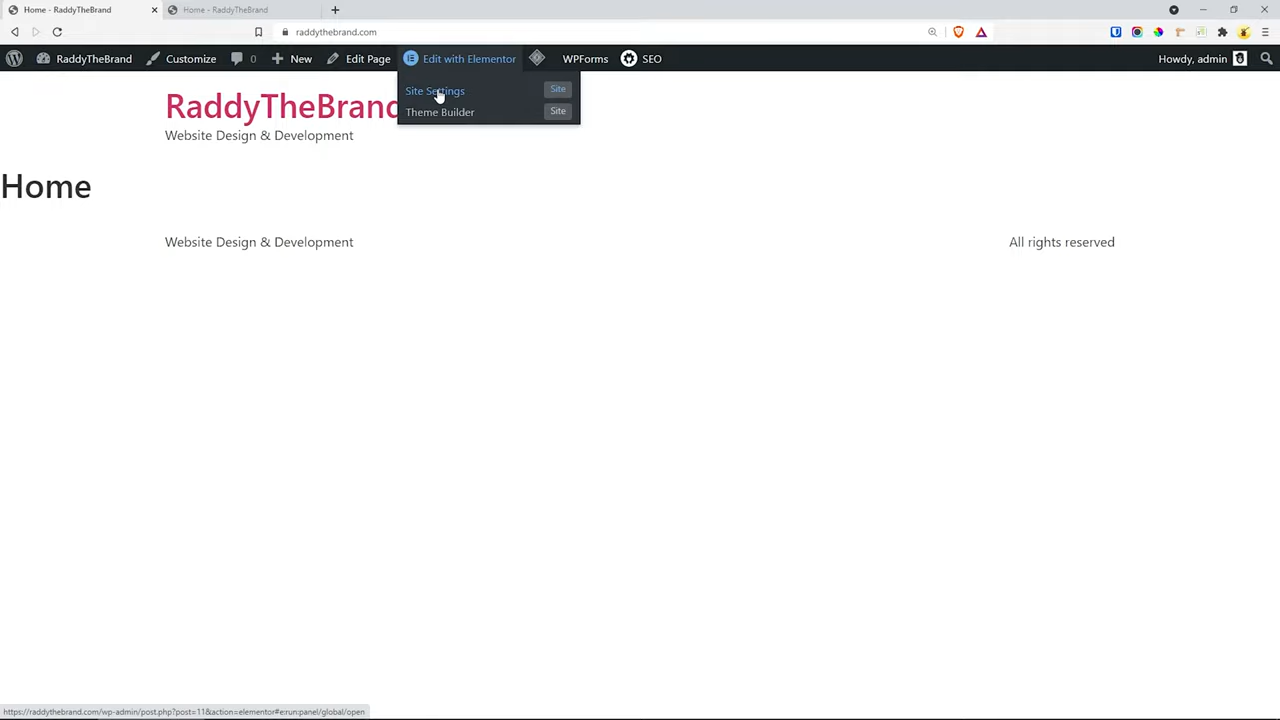 Home - RaddyTheBrand
Home - RaddyTheBrand
raddythebrand.com
RaddyTheBrand Customize 0 New Edit Page Edit with Elementor WPForms SEO Howdy, admin
Site Settings Site
Theme Builder Site
RaddyTheBrand
Website Design & Development
Home
Website Design & Development All rights reserved
https://raddythebrand.com/wp-admin/post.php?post=11&action=elementor#e:run:panel/global/open